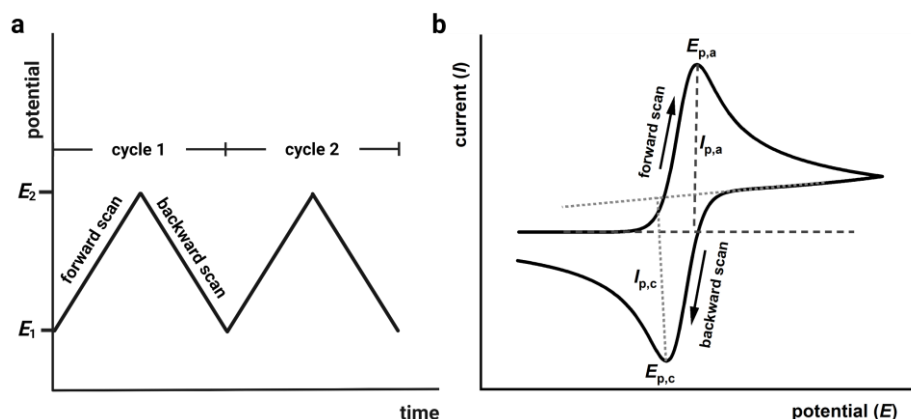 a
potential
cycle 1
cycle 2
E2
forward scan
backward scan
E1
time
b
current (I)
Ep,a
forward scan
Ip,a
Ip,c
backward scan
Ep,c
potential (E)